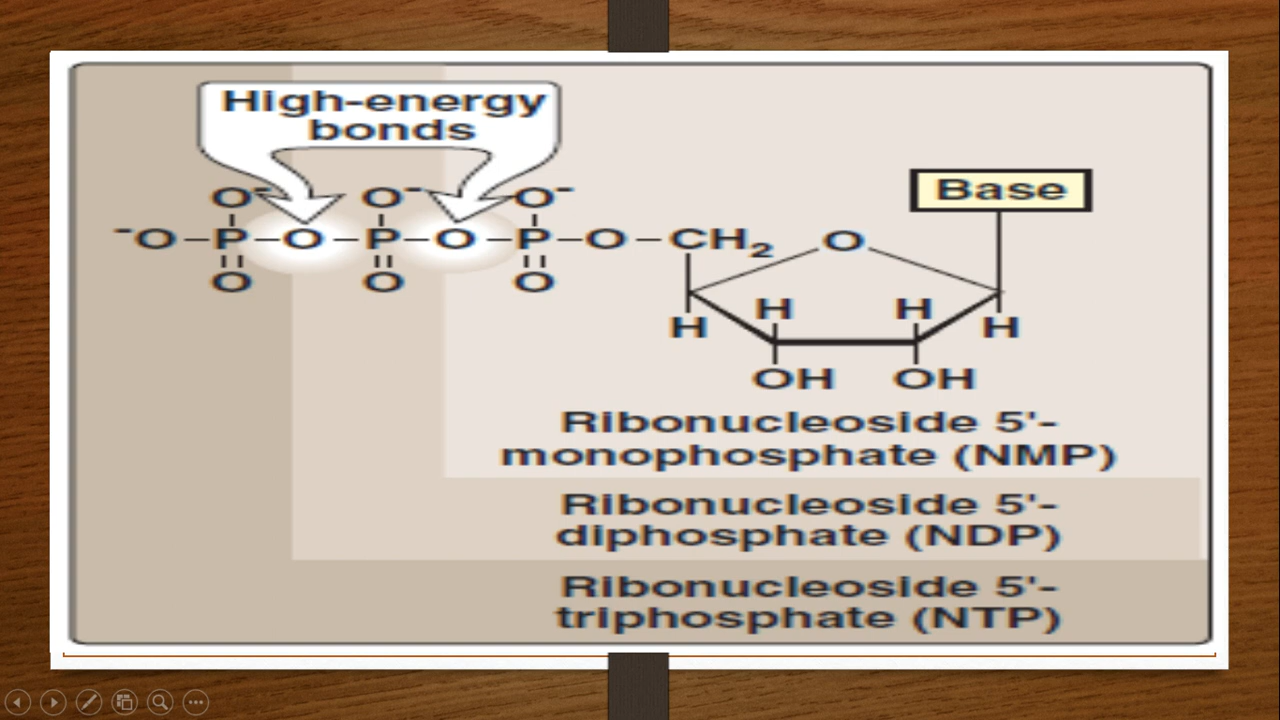 High-energy
bonds
O⁻ O⁻ O⁻
Base
⁻O–P–O–P–O–P–O–CH₂ O
O O O
H H H H
OH OH
Ribonucleoside 5'-
monophosphate (NMP)
Ribonucleoside 5'-
diphosphate (NDP)
Ribonucleoside 5'-
triphosphate (NTP)